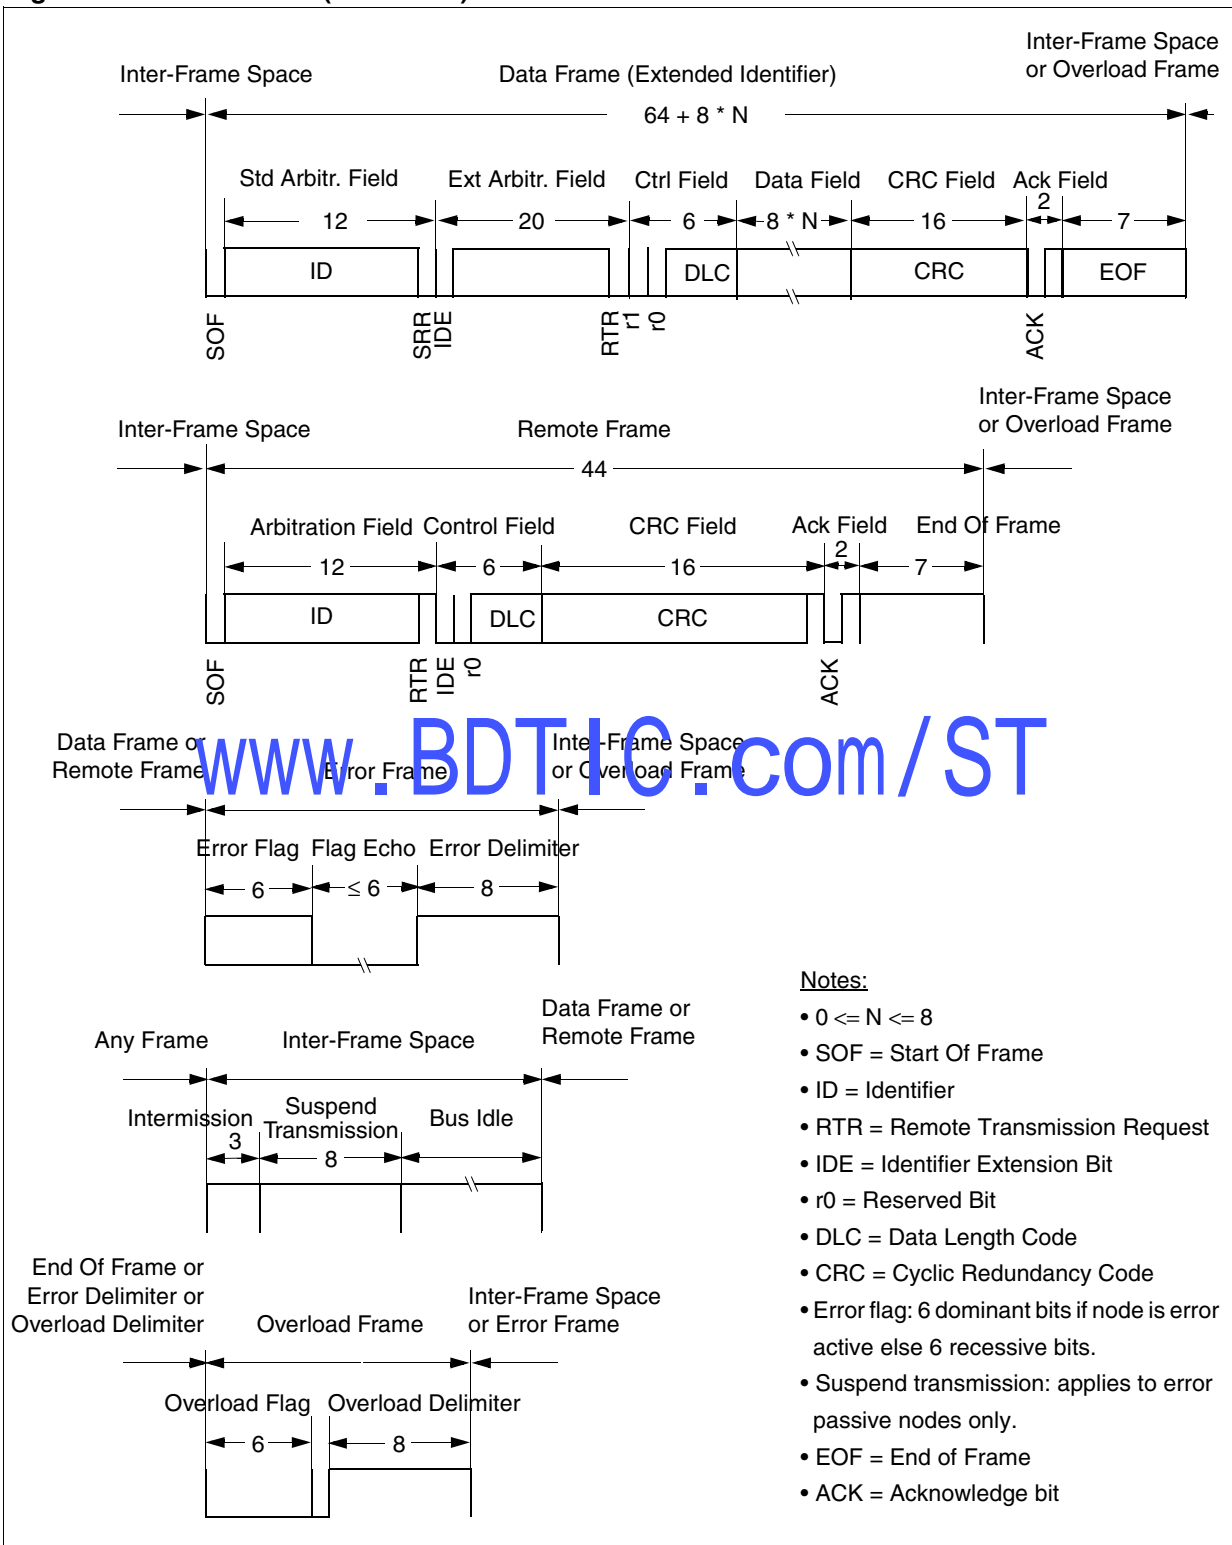 Inter-Frame Space
Data Frame (Extended Identifier)
Inter-Frame Space
or Overload Frame
64 + 8 * N
Std Arbitr. Field Ext Arbitr. Field Ctrl Field Data Field CRC Field Ack Field
12 20 6 8 * N 16 2 7
ID DLC CRC EOF
SOF SRR IDE RTR r1 r0 ACK
Inter-Frame Space
Remote Frame
Inter-Frame Space
or Overload Frame
44
Arbitration Field Control Field CRC Field Ack Field End Of Frame
12 6 16 2 7
ID DLC CRC
SOF RTR IDE r0 ACK
www.BDTIC.com/ST
Data Frame or
Remote Frame
Error Frame
Inter-Frame Space
or Overload Frame
Error Flag Flag Echo Error Delimiter
6 ≤ 6 8
Any Frame
Inter-Frame Space
Data Frame or
Remote Frame
Intermission
Suspend
Transmission
Bus Idle
3 8
End Of Frame or
Error Delimiter or
Overload Delimiter
Overload Frame
Inter-Frame Space
or Error Frame
Overload Flag Overload Delimiter
6 8
Notes:
• 0 <= N <= 8
• SOF = Start Of Frame
• ID = Identifier
• RTR = Remote Transmission Request
• IDE = Identifier Extension Bit
• r0 = Reserved Bit
• DLC = Data Length Code
• CRC = Cyclic Redundancy Code
• Error flag: 6 dominant bits if node is error
active else 6 recessive bits.
• Suspend transmission: applies to error
passive nodes only.
• EOF = End of Frame
• ACK = Acknowledge bit